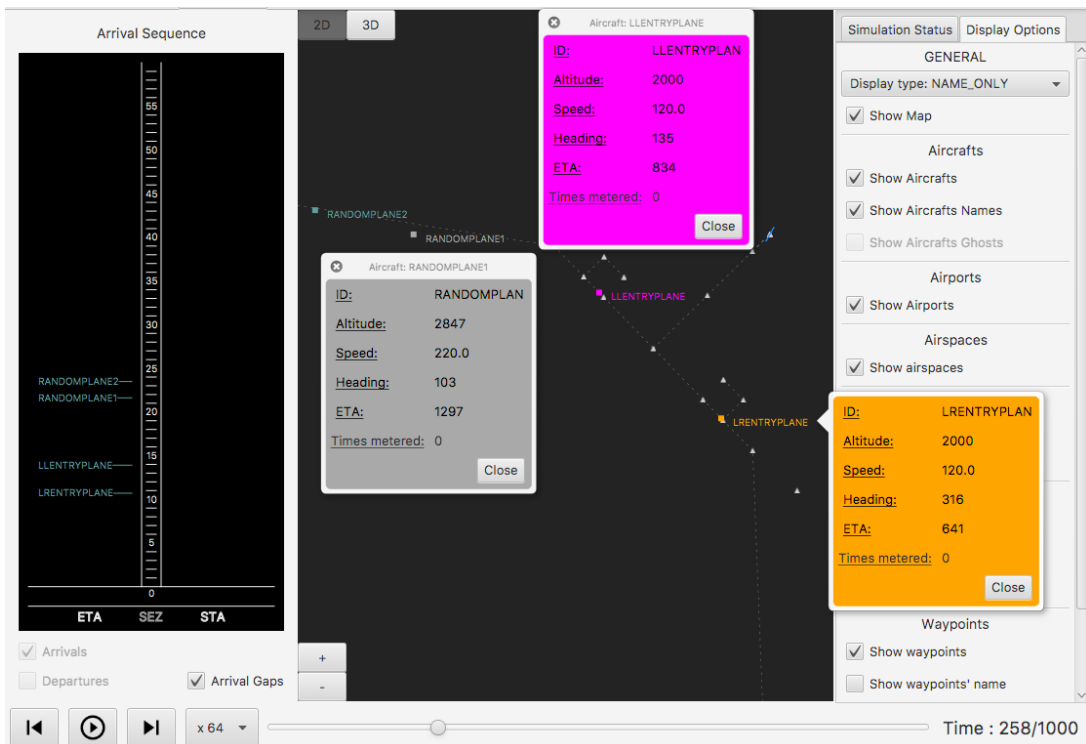 Arrival Sequence
55
50
45
40
35
30
25
20
15
10
5
0
RANDOMPLANE2
RANDOMPLANE1
LLENTRYPLANE
LRENTRYPLANE
ETA SEZ STA
Arrivals
Departures
Arrival Gaps
2D 3D
RANDOMPLANE2
RANDOMPLANE1
LLENTRYPLANE
LRENTRYPLANE
Aircraft: LLENTRYPLANE
ID: LLENTRYPLAN
Altitude: 2000
Speed: 120.0
Heading: 135
ETA: 834
Times metered: 0
Close
Aircraft: RANDOMPLANE1
ID: RANDOMPLAN
Altitude: 2847
Speed: 220.0
Heading: 103
ETA: 1297
Times metered: 0
Close
ID: LRENTRYPLAN
Altitude: 2000
Speed: 120.0
Heading: 316
ETA: 641
Times metered: 0
Close
+
-
Simulation Status Display Options
GENERAL
Display type: NAME_ONLY
Show Map
Aircrafts
Show Aircrafts
Show Aircrafts Names
Show Aircrafts Ghosts
Airports
Show Airports
Airspaces
Show airspaces
Waypoints
Show waypoints
Show waypoints' name
x 64
Time : 258/1000